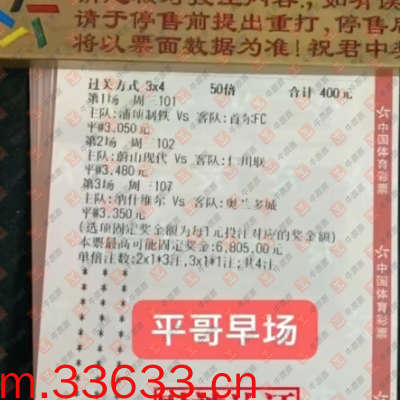 请于停售前提出重打,停售后
将以票面数据为准!祝君中奖
过关方式 3x4 50倍 合计 400元
第1场 周三101
主队:浦项制铁 Vs 客队:首尔FC
平@3.050元
第2场 周三102
主队:蔚山现代 Vs 客队:仁川联
平@3.480元
第3场 周三107
主队:纳什维尔 Vs 客队:奥兰多城
平@3.350元
(选项固定奖金额为每1元投注对应的奖金额)
本票最高可能固定奖金:6,805.00元
单倍注数:2x1*3注,3x1*1注;共4注
中国体育彩票
中国体育彩票
平哥早场
m.33633.cn